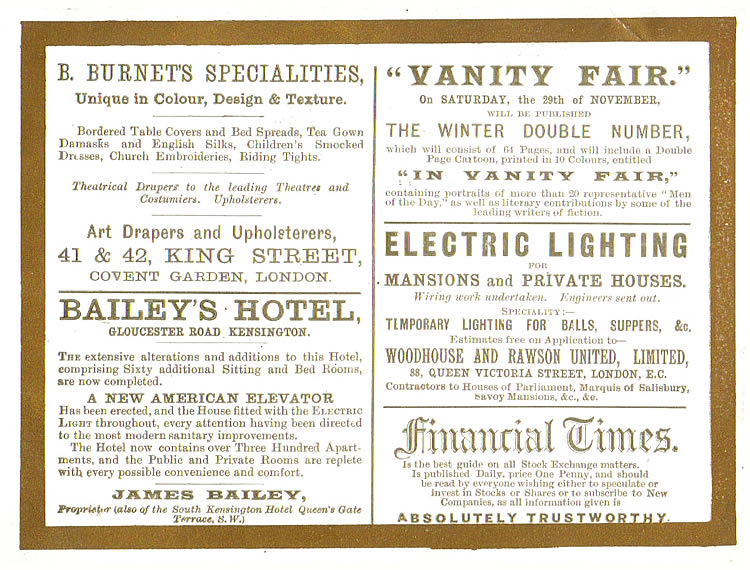 B. BURNET'S SPECIALITIES,
Unique in Colour, Design & Texture.
Bordered Table Covers and Bed Spreads, Tea Gown
Damasks and English Silks, Children's Smocked
Dresses, Church Embroideries, Riding Tights.
Theatrical Drapers to the leading Theatres and
Costumiers. Upholsterers.
Art Drapers and Upholsterers,
41 & 42, KING STREET,
COVENT GARDEN, LONDON.
BAILEY'S HOTEL,
GLOUCESTER ROAD KENSINGTON.
THE extensive alterations and additions to this Hotel,
comprising Sixty additional Sitting and Bed Rooms,
are now completed.
A NEW AMERICAN ELEVATOR
Has been erected, and the House fitted with the ELECTRIC
LIGHT throughout, every attention having been directed
to the most modern sanitary improvements.
The Hotel now contains over Three Hundred Apart-
ments, and the Public and Private Rooms are replete
with every possible convenience and comfort.
JAMES BAILEY,
Proprietor (also of the South Kensington Hotel Queen's Gate
Terrace, S.W.)
"VANITY FAIR."
On SATURDAY, the 29th of NOVEMBER,
WILL BE PUBLISHED
THE WINTER DOUBLE NUMBER,
which will consist of 64 Pages, and will include a Double
Page Cartoon, printed in 10 Colours, entitled
"IN VANITY FAIR,"
containing portraits of more than 20 representative "Men
of the Day," as well as literary contributions by some of the
leading writers of fiction.
ELECTRIC LIGHTING
FOR
MANSIONS and PRIVATE HOUSES.
Wiring work undertaken. Engineers sent out.
SPECIALITY:—
TEMPORARY LIGHTING FOR BALLS, SUPPERS, &c.
Estimates free on Application to—
WOODHOUSE AND RAWSON UNITED, LIMITED,
88, QUEEN VICTORIA STREET, LONDON, E.C.
Contractors to Houses of Parliament, Marquis of Salisbury,
Savoy Mansions, &c., &c.
Financial Times.
Is the best guide on all Stock Exchange matters.
Is published Daily, price One Penny, and should
be read by everyone wishing either to speculate or
invest in Stocks or Shares or to subscribe to New
Companies, as all information given is
ABSOLUTELY TRUSTWORTHY.